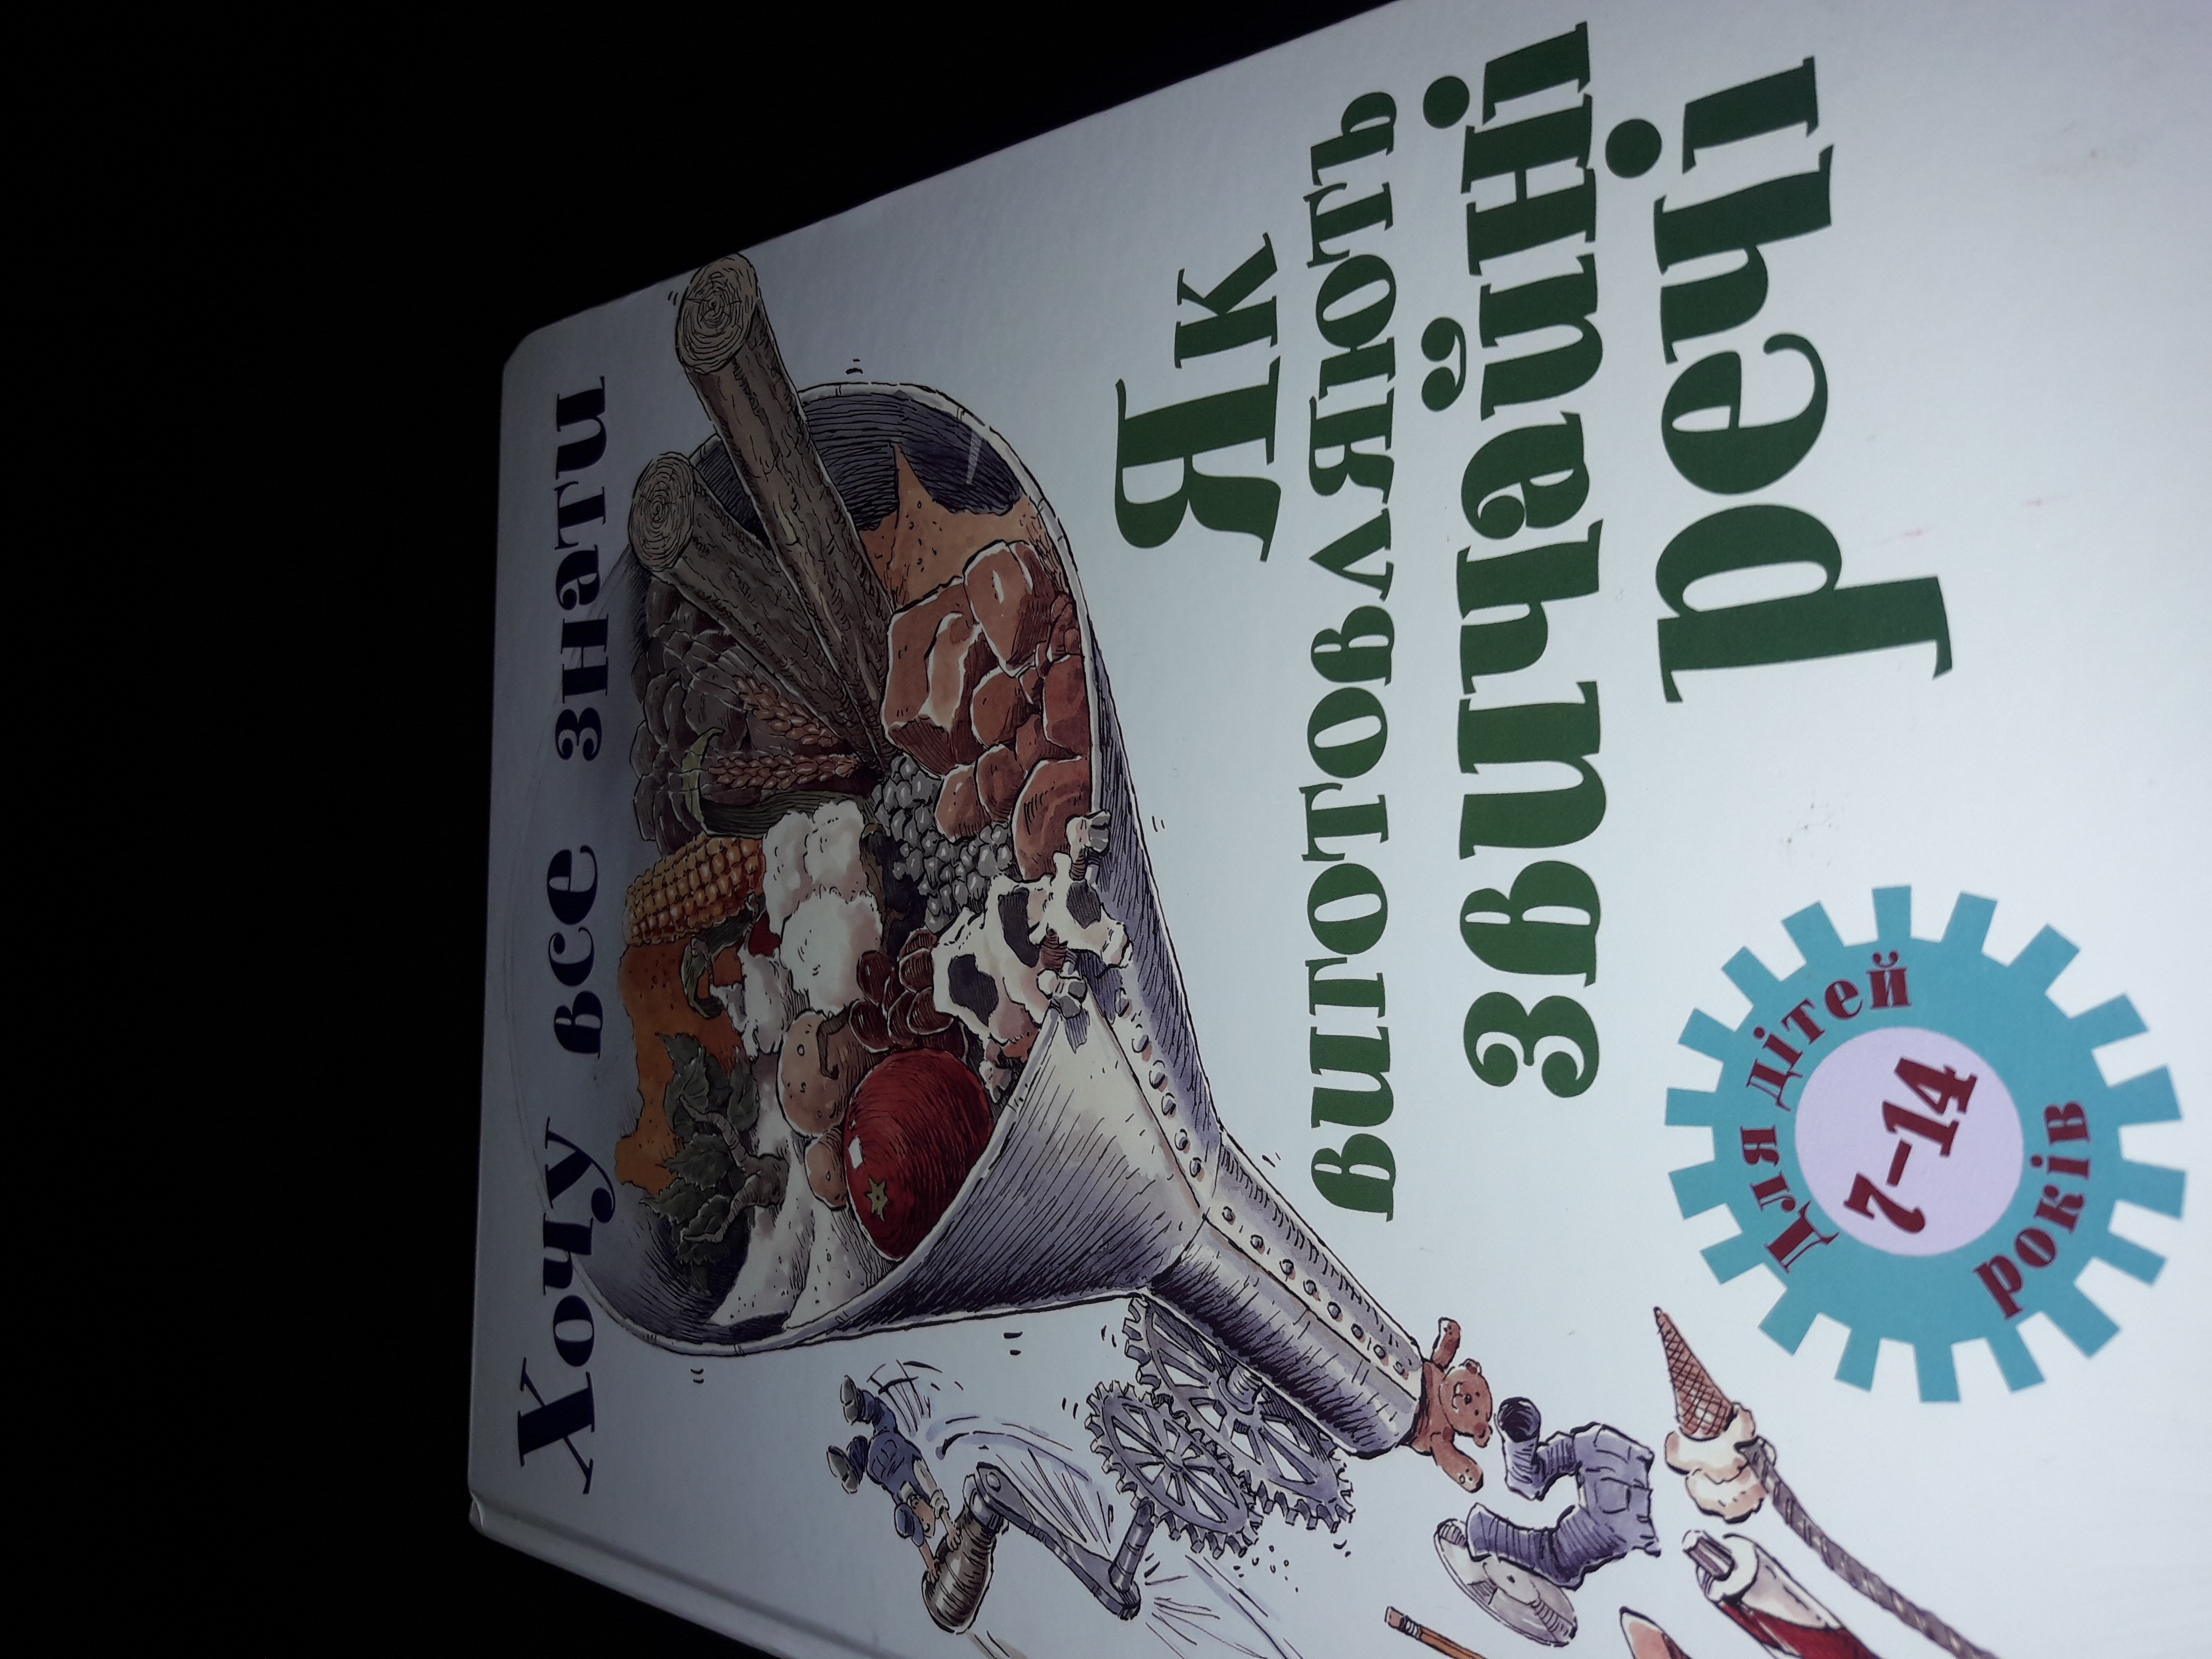 Хочу все знати
Як
виготовляють
звичайні
речі
Для дітей
7–14
років